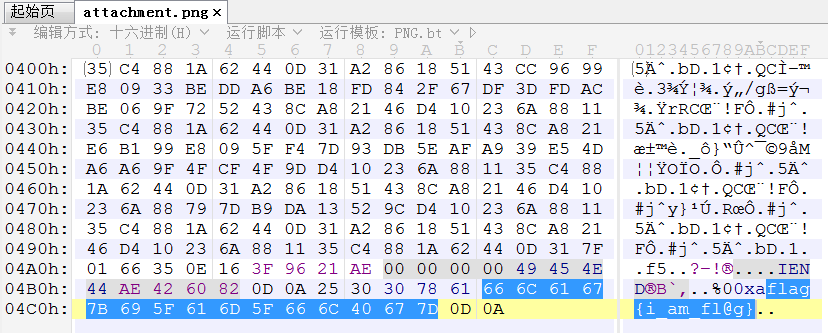 起始页 attachment.png ×
编辑方式: 十六进制(H) 运行脚本 运行模板: PNG.bt
0 1 2 3 4 5 6 7 8 9 A B C D E F 0123456789ABCDEF
0400h: (35) C4 88 1A 62 44 0D 31 A2 86 18 51 43 CC 96 99 5Ä ̂.bD.1¢†.QCÌ–™
0410h: E8 09 33 BE DD A6 BE 18 FD 84 2F 67 DF 3D FD AC è.3¾Ý¦¾.ý„/gß=ý¬
0420h: BE 06 9F 72 52 43 8C A8 21 46 D4 10 23 6A 88 11 ¾.ŸrRCŒ¨!FÔ.#jˆ.
0430h: 35 C4 88 1A 62 44 0D 31 A2 86 18 51 43 8C A8 21 5Äˆ.bD.1¢†.QCŒ¨!
0440h: E6 B1 99 E8 09 5F F4 7D 93 DB 5E AF A9 39 E5 4D æ±™è._ô}“Û^¯©9åM
0450h: A6 A6 9F 4F CF 4F 9D D4 10 23 6A 88 11 35 C4 88 ¦¦ŸOÏO.Ô.#jˆ.5Äˆ
0460h: 1A 62 44 0D 31 A2 86 18 51 43 8C A8 21 46 D4 10 .bD.1¢†.QCŒ¨!FÔ.
0470h: 23 6A 88 79 7D B9 DA 13 52 9C D4 10 23 6A 88 11 #jˆy}¹Ú.RœÔ.#jˆ.
0480h: 35 C4 88 1A 62 44 0D 31 A2 86 18 51 43 8C A8 21 5Äˆ.bD.1¢†.QCŒ¨!
0490h: 46 D4 10 23 6A 88 11 35 C4 88 1A 62 44 0D 31 7F FÔ.#jˆ.5Äˆ.bD.1.
04A0h: 01 66 35 0E 16 3F 96 21 AE 00 00 00 00 49 45 4E .f5..?–!®....IEN
04B0h: 44 AE 42 60 82 0D 0A 25 30 30 78 61 66 6C 61 67 D®B`‚..%00xaflag
04C0h: 7B 69 5F 61 6D 5F 66 6C 40 67 7D 0D 0A {i_am_fl@g}..